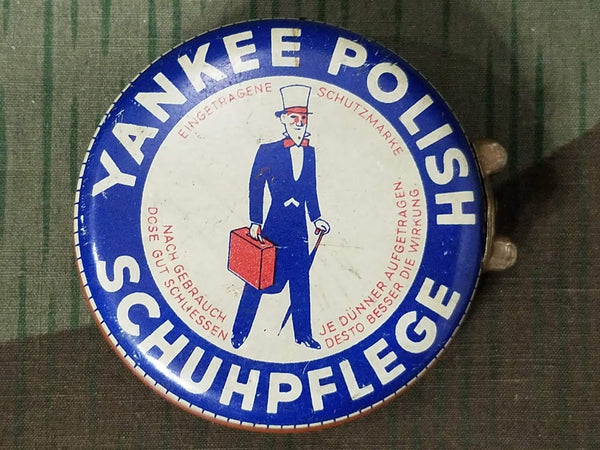 YANKEE POLISH
EINGETRAGENE SCHUTZMARKE
NACH GEBRAUCH
DOSE GUT SCHLIESSEN
JE DÜNNER AUFGETRAGEN.
DESTO BESSER DIE WIRKUNG.
SCHUHPFLEGE